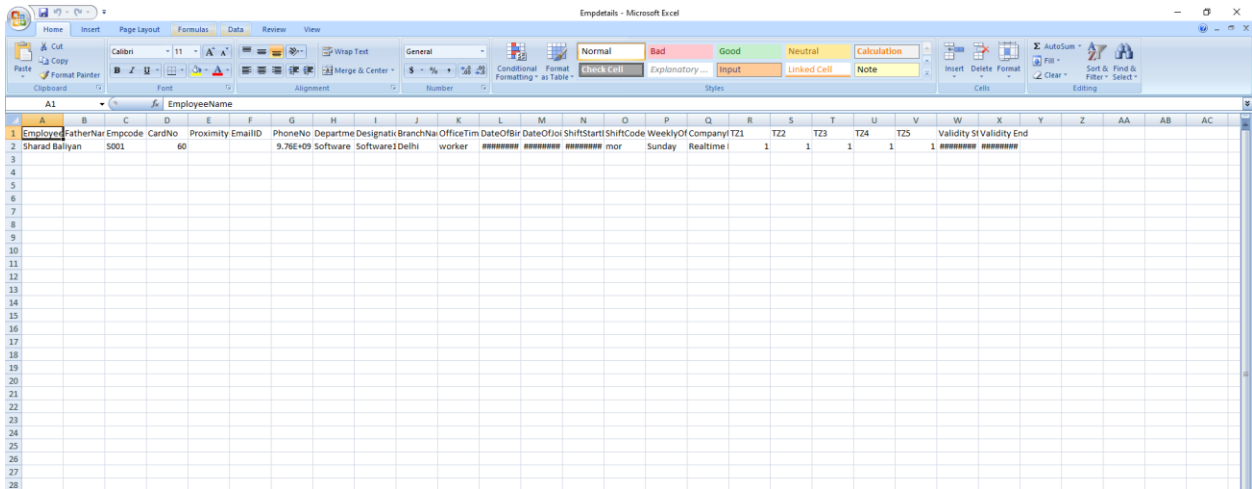 Empdetails - Microsoft Excel
Home Insert Page Layout Formulas Data Review View
Cut
Copy
Format Painter
Paste
Clipboard
Calibri 11
B I U
Font
Wrap Text
Merge & Center
Alignment
General
$ % ,
Number
Conditional Formatting
Format as Table
Normal Bad Good Neutral Calculation
Check Cell Explanatory ... Input Linked Cell Note
Styles
Insert Delete Format
Cells
Σ AutoSum
Fill
Clear
Sort & Filter
Find & Select
Editing
A1 fx EmployeeName
A B C D E F G H I J K L M N O P Q R S T U V W X Y Z AA AB AC
1 Employee FatherNar Empcode CardNo Proximity EmailID PhoneNo Departme Designatic BranchNai OfficeTim DateOfBir DateOfJoi ShiftStartI ShiftCode WeeklyOf CompanyI TZ1 TZ2 TZ3 TZ4 TZ5 Validity St Validity End
2 Sharad Baliyan S001 60 9.76E+09 Software Software1 Delhi worker ######## ######## ######## mor Sunday Realtime I 1 1 1 1 1 ######## ########
3
4
5
6
7
8
9
10
11
12
13
14
15
16
17
18
19
20
21
22
23
24
25
26
27
28